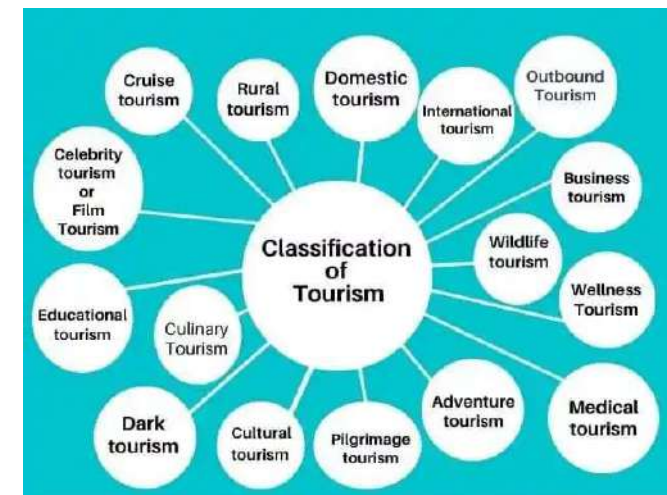 Cruise
tourism
Rural
tourism
Domestic
tourism
International
tourism
Outbound
Tourism
Celebrity
tourism
or
Film
Tourism
Business
tourism
Classification
of
Tourism
Wildlife
tourism
Wellness
Tourism
Educational
tourism
Culinary
Tourism
Dark
tourism
Cultural
tourism
Pilgrimage
tourism
Adventure
tourism
Medical
tourism